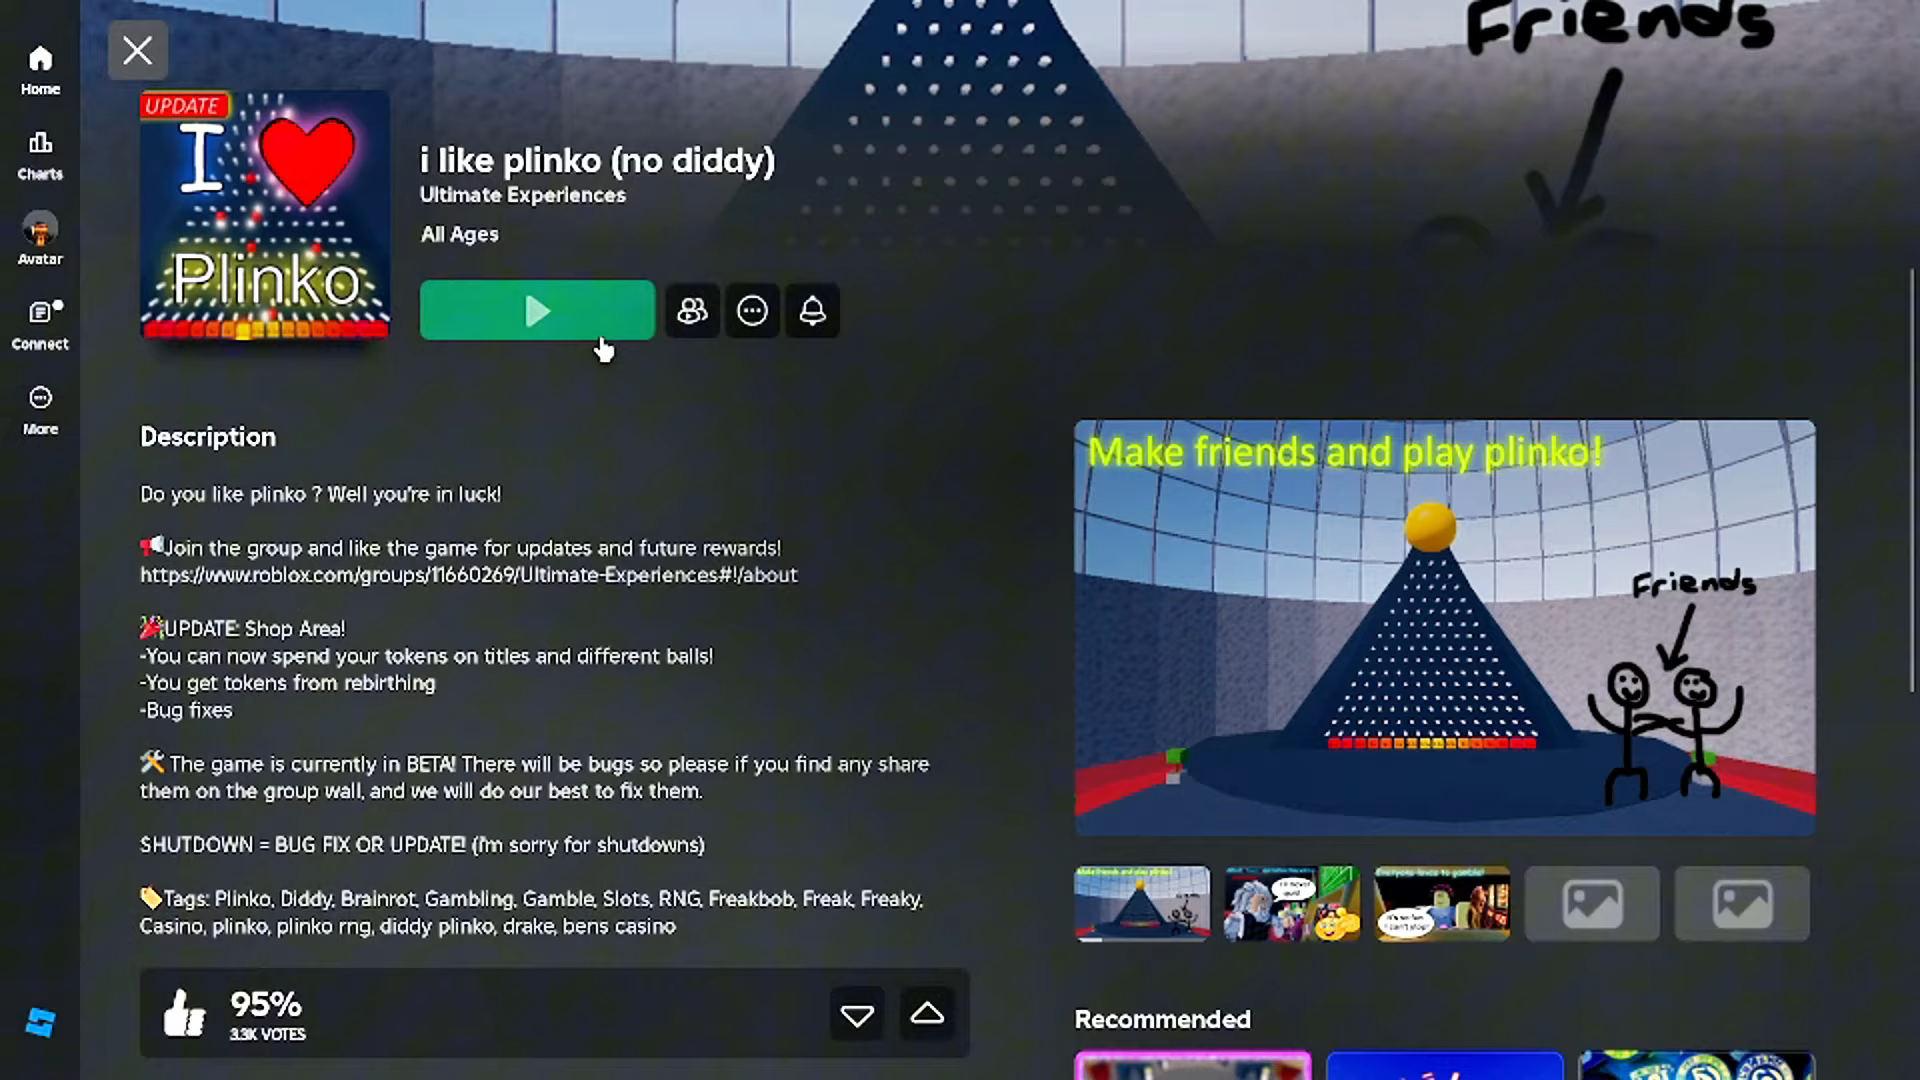 Friends
Home
Charts
Avatar
Connect
More
UPDATE
I
Plinko
i like plinko (no diddy)
Ultimate Experiences
All Ages
Description
Do you like plinko ? Well you're in luck!
Join the group and like the game for updates and future rewards!
https://www.roblox.com/groups/11660269/Ultimate-Experiences#!/about
UPDATE: Shop Area!
-You can now spend your tokens on titles and different balls!
-You get tokens from rebirthing
-Bug fixes
The game is currently in BETA! There will be bugs so please if you find any share
them on the group wall, and we will do our best to fix them.
SHUTDOWN = BUG FIX OR UPDATE! (i'm sorry for shutdowns)
Tags: Plinko, Diddy, Brainrot, Gambling, Gamble, Slots, RNG, Freakbob, Freak, Freaky,
Casino, plinko, plinko rng, diddy plinko, drake, bens casino
95%
3.3K VOTES
Make friends and play plinko!
Friends
Make friends and play plinko!
Recommended